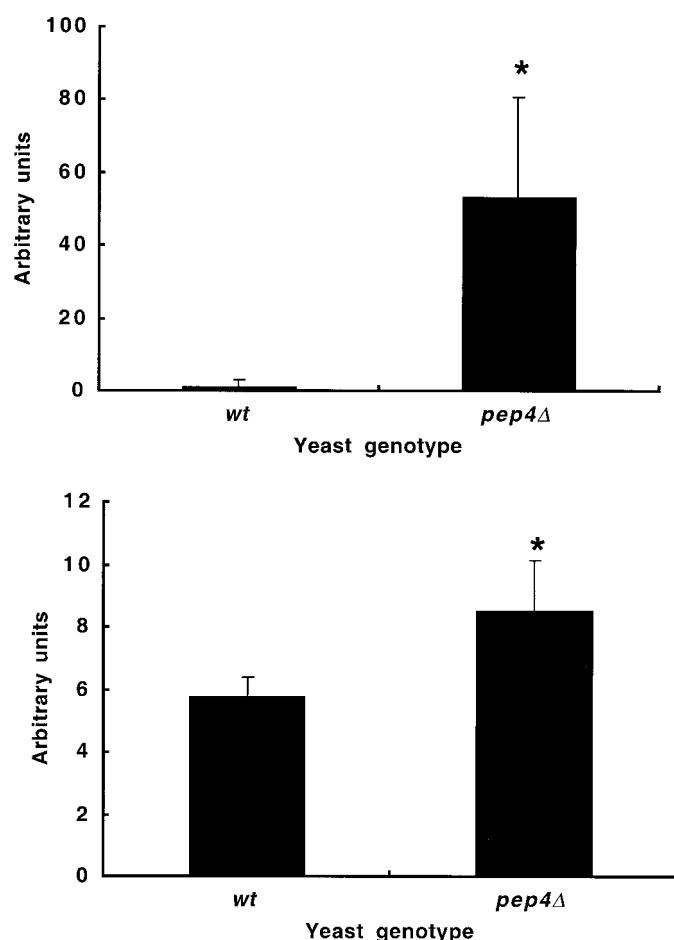 100
*
80
60
Arbitrary units
40
20
0
wt pep4Δ
Yeast genotype
12
*
10
8
Arbitrary units
6
4
2
0
wt pep4Δ
Yeast genotype